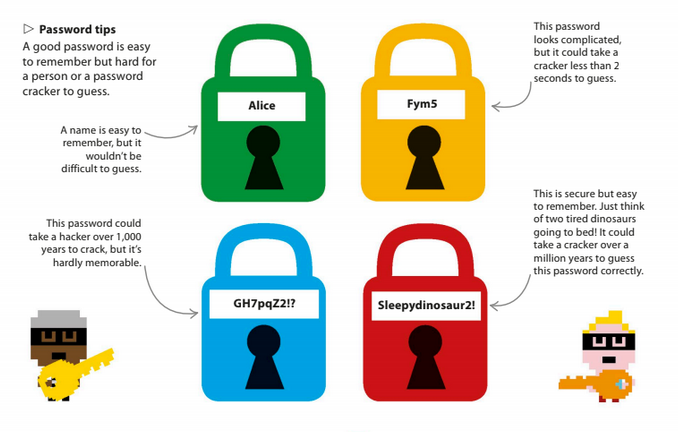 ▷ Password tips
A good password is easy
to remember but hard for
a person or a password
cracker to guess.
A name is easy to
remember, but it
wouldn't be
difficult to guess.
Alice
Fym5
This password
looks complicated,
but it could take a
cracker less than 2
seconds to guess.
This password could
take a hacker over 1,000
years to crack, but it's
hardly memorable.
GH7pqZ2!?
Sleepydinosaur2!
This is secure but easy
to remember. Just think
of two tired dinosaurs
going to bed! It could
take a cracker over a
million years to guess
this password correctly.